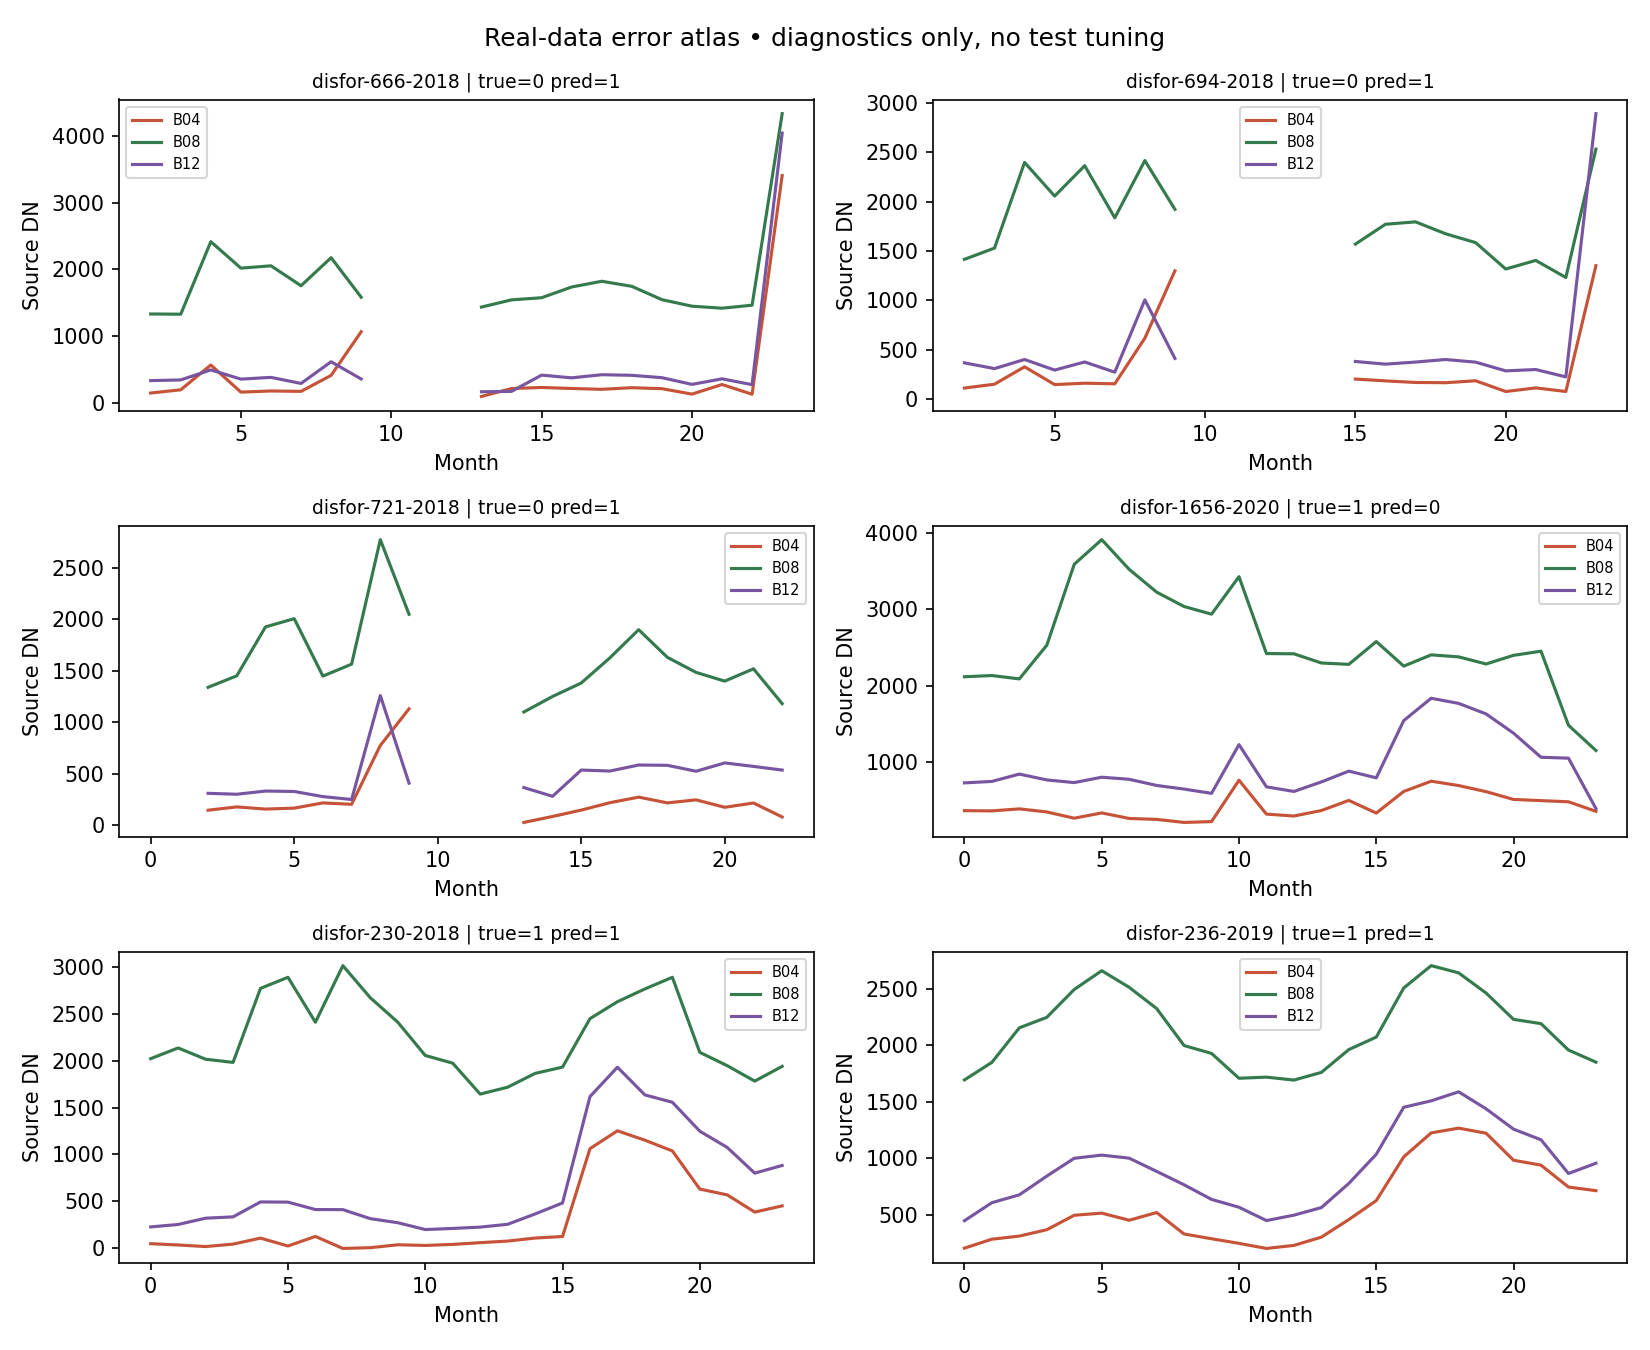 Real-data error atlas • diagnostics only, no test tuning
disfor-666-2018 | true=0 pred=1
B04
B08
B12
Source DN
4000
3000
2000
1000
0
5
10
15
20
Month
disfor-694-2018 | true=0 pred=1
B04
B08
B12
Source DN
3000
2500
2000
1500
1000
500
0
5
10
15
20
Month
disfor-721-2018 | true=0 pred=1
B04
B08
B12
Source DN
2500
2000
1500
1000
500
0
0
5
10
15
20
Month
disfor-1656-2020 | true=1 pred=0
B04
B08
B12
Source DN
4000
3000
2000
1000
0
5
10
15
20
Month
disfor-230-2018 | true=1 pred=1
B04
B08
B12
Source DN
3000
2500
2000
1500
1000
500
0
0
5
10
15
20
Month
disfor-236-2019 | true=1 pred=1
B04
B08
B12
Source DN
2500
2000
1500
1000
500
0
5
10
15
20
Month